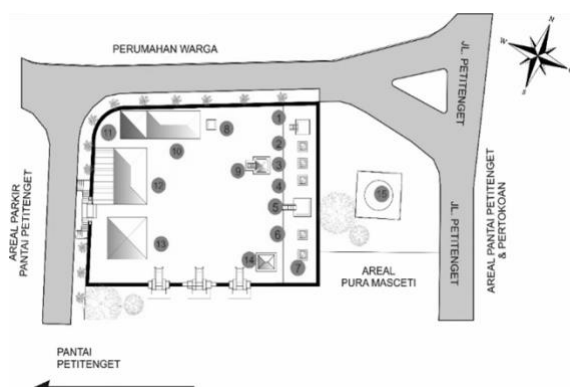 PERUMAHAN WARGA
N
W
S
JL. PETITENGET
AREAL PARKIR
PANTAI PETITENGET
1
2
3
4
5
6
7
8
9
10
11
12
13
14
15
JL. PETITENGET
AREAL PANTAI PETITENGET
& PERTOKOAN
AREAL
PURA MASCETI
PANTAI
PETITENGET